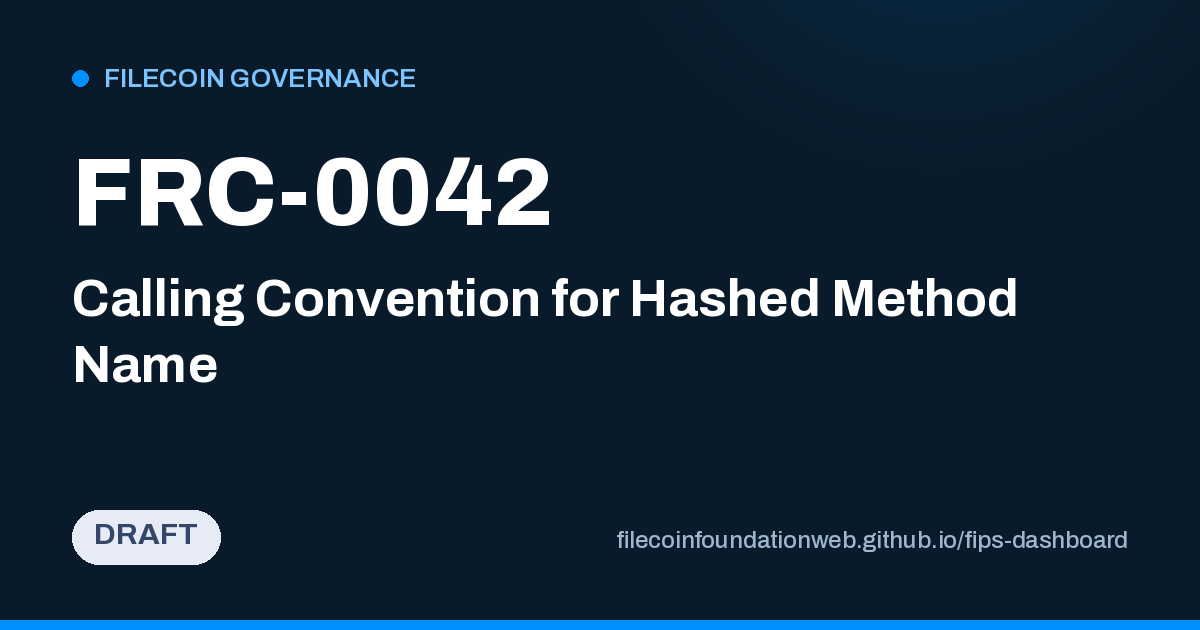 FILECOIN GOVERNANCE
FRC-0042
Calling Convention for Hashed Method
Name
DRAFT
filecoinfoundationweb.github.io/fips-dashboard